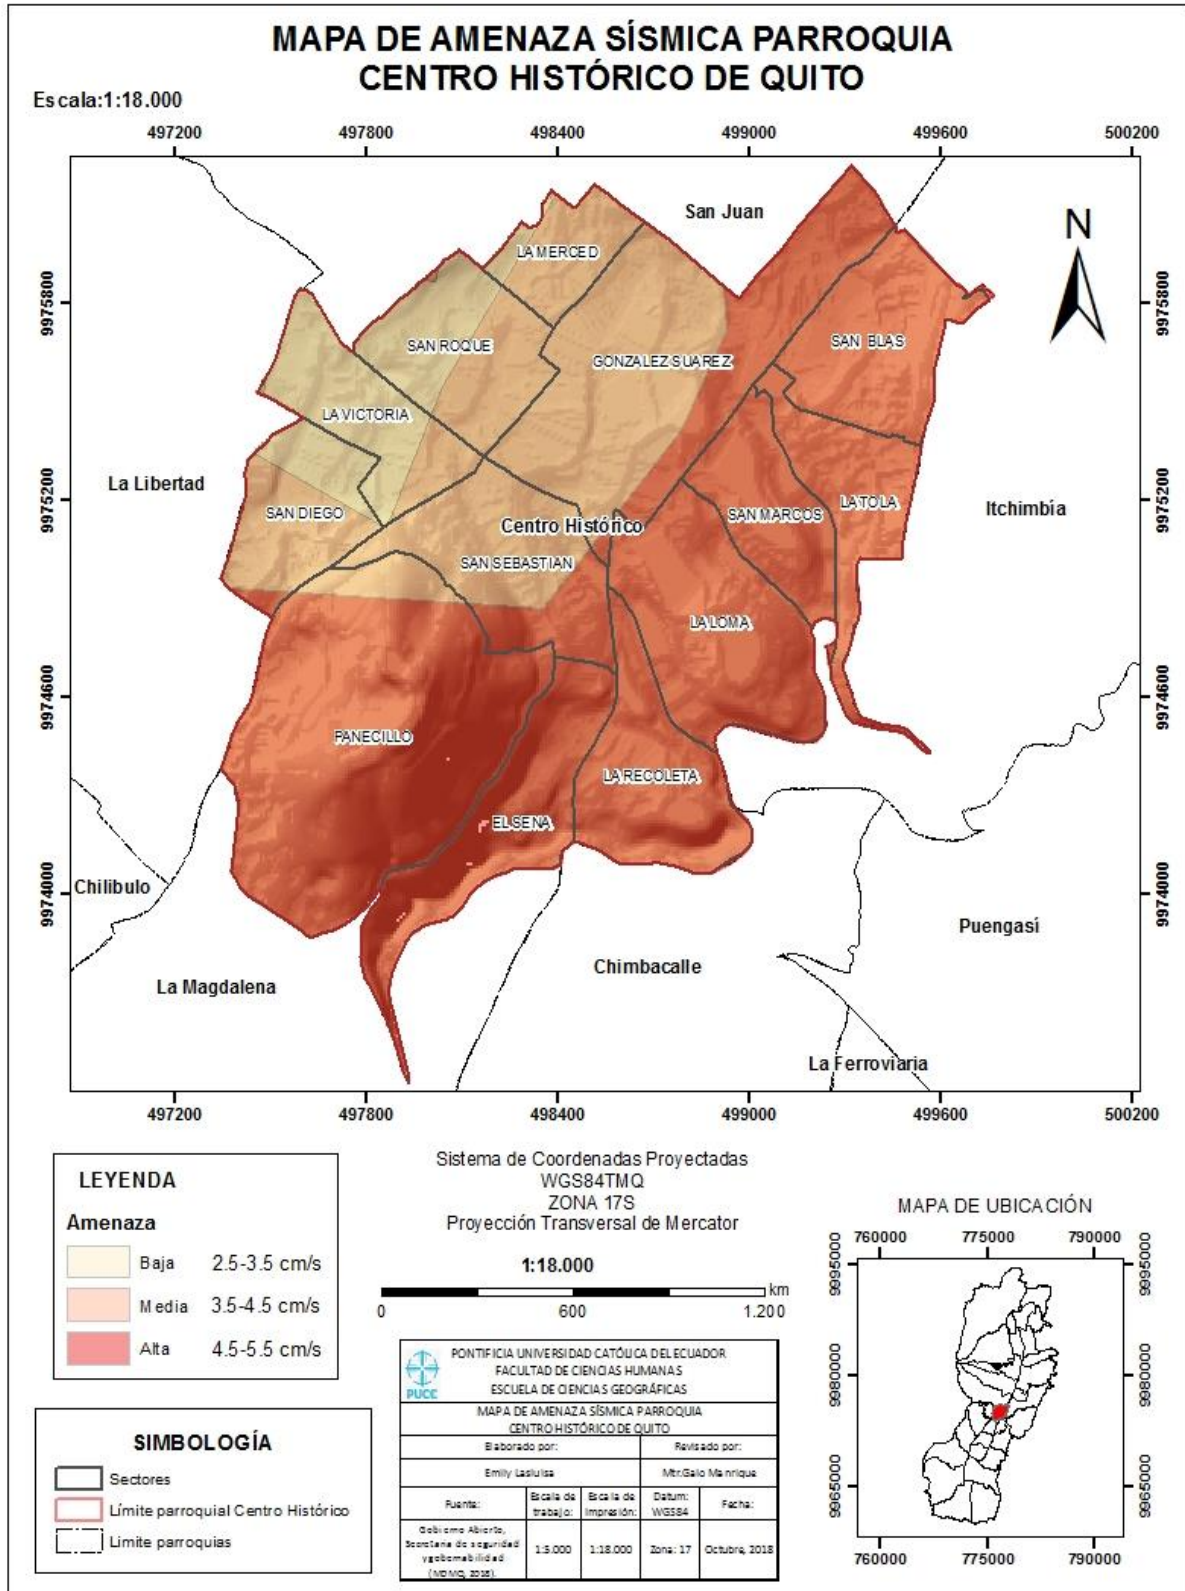 MAPA DE AMENAZA SÍSMICA PARROQUIA
CENTRO HISTÓRICO DE QUITO
Escala:1:18.000
497200 497800 498400 499000 499600 500200
San Juan
N
LA MERCED
9975800 9975800
SAN ROQUE
SAN BLAS
GONZALEZ SUAREZ
LA VICTORIA
La Libertad
9975200 9975200
SAN DIEGO
LA TOLA
Itchimbía
SAN MARCOS
Centro Histórico
SAN SEBASTIAN
LA LOMA
9974600 9974600
PANECILLO
LA RECOLETA
EL SENA
Chilibulo
9974000 9974000
Puengasí
Chimbacalle
La Magdalena
La Ferroviaria
497200 497800 498400 499000 499600 500200
LEYENDA
Amenaza
Baja 2.5-3.5 cm/s
Media 3.5-4.5 cm/s
Alta 4.5-5.5 cm/s
Sistema de Coordenadas Proyectadas
WGS84TMQ
ZONA 17S
Proyección Transversal de Mercator
1:18.000
km
0 600 1.200
SIMBOLOGÍA
Sectores
Límite parroquial Centro Histórico
Limite parroquias
PUCE
PONTIFICIA UNIVERSIDAD CATÓLICA DEL ECUADOR
FACULTAD DE CIENCIAS HUMANAS
ESCUELA DE CIENCIAS GEOGRÁFICAS
MAPA DE AMENAZA SÍSMICA PARROQUIA
CENTRO HISTÓRICO DE QUITO
Elaborado por: Revisado por:
Emily Lasluisa Mtr.Galo Manrique
Fuente: Escala de trabajo: Escala de impresión: Datum: WGS84 Fecha:
Gobierno Abierto,
Secretaria de seguridad
y gobernabilidad
(MDMQ, 2018).
1:5.000 1:18.000 Zona: 17 Octubre, 2018
MAPA DE UBICACIÓN
760000 775000 790000
9995000 9995000
9980000 9980000
9965000 9965000
760000 775000 790000